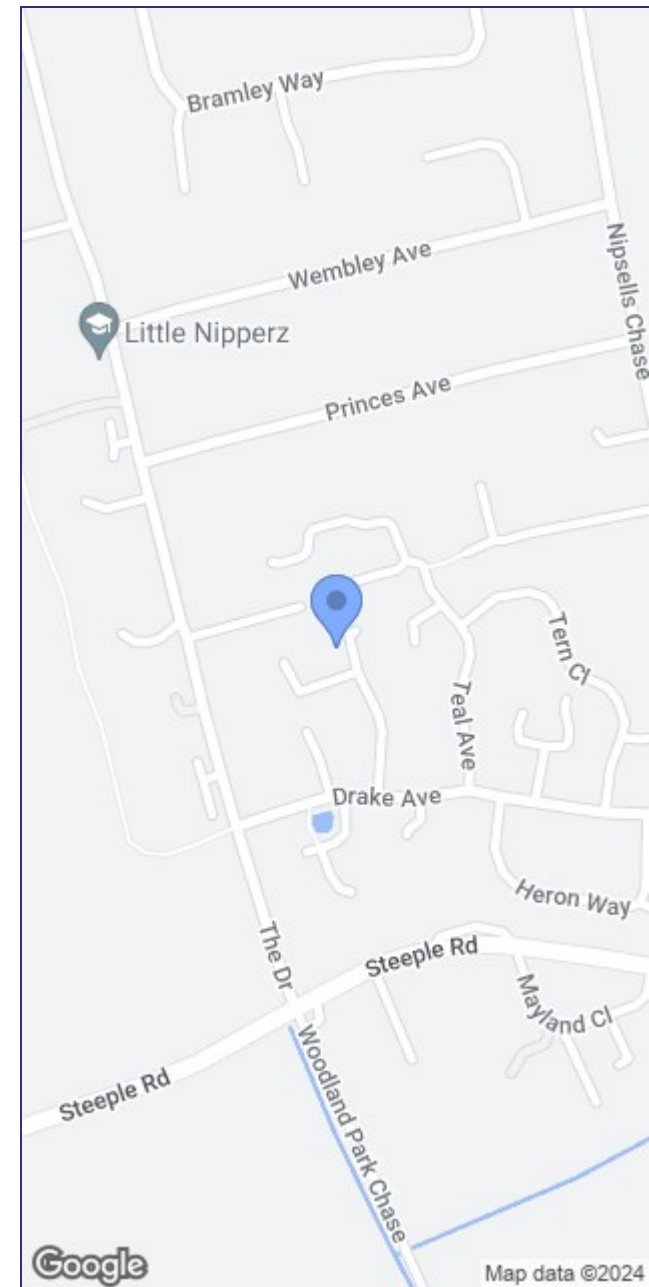 Bramley Way
Nipsells Chase
Wembley Ave
Little Nipperz
Princes Ave
Tern Cl
Teal Ave
Drake Ave
Heron Way
The Dr
Steeple Rd
Mayland Cl
Steeple Rd
Woodland Park Chase
Google
Map data ©2024